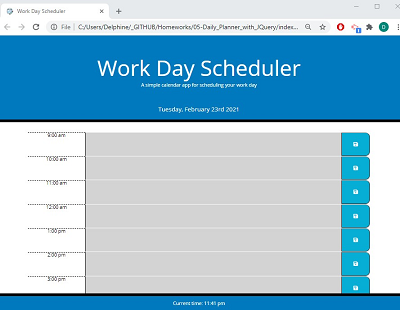 Work Day Scheduler
File
C:/Users/Delphine/_GITHUB/Homeworks/05-Daily_Planner_with_JQuery/index...
Work Day Scheduler
A simple calendar app for scheduling your work day
Tuesday, February 23rd 2021
9:00 am
10:00 am
11:00 am
12:00 am
1:00 pm
2:00 pm
3:00 pm
Current time: 11:41 pm